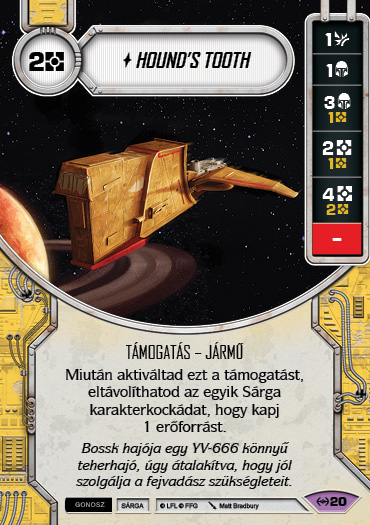 2
HOUND'S TOOTH
1
1
3
1
2
1
4
2
-
TÁMOGATÁS – JÁRMŰ
Miután aktiváltad ezt a támogatást,
eltávolíthatod az egyik Sárga
karakterkockádat, hogy kapj
1 erőforrást.
Bossk hajója egy YV-666 könnyű
teherhajó, úgy átalakítva, hogy jól
szolgálja a fejvadász szükségleteit.
GONOSZ SÁRGA © LFL © FFG Matt Bradbury 20